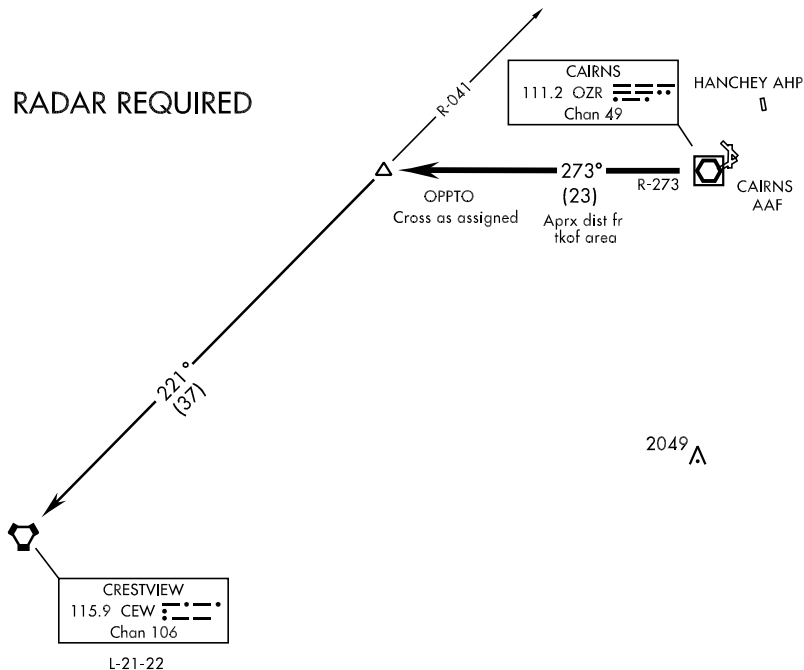 RADAR REQUIRED
R-041
CAIRNS
111.2 OZR
Chan 49
HANCHEY AHP
273°
R-273
(23)
CAIRNS
AAF
OPPTO
Cross as assigned
Aprx dist fr
tkof area
221°
(37)
2049
CRESTVIEW
115.9 CEW
Chan 106
L-21-22